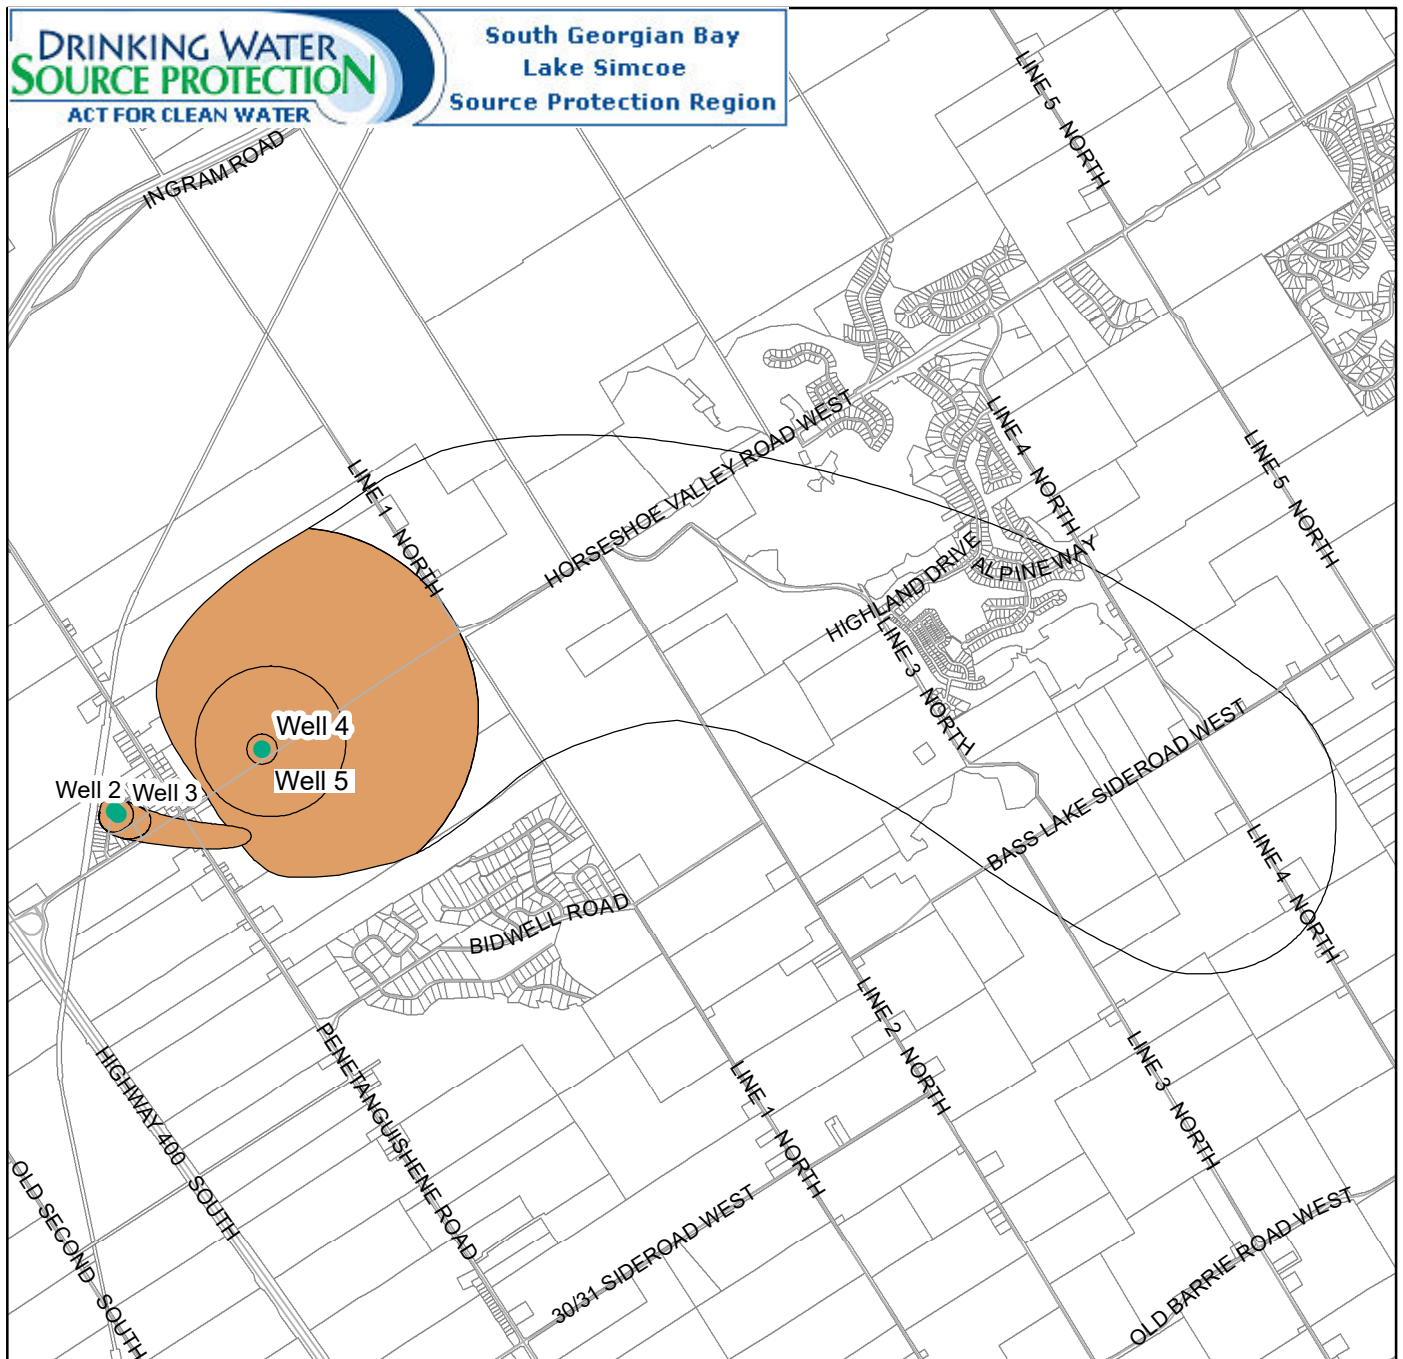 DRINKING WATER
SOURCE PROTECTION
ACT FOR CLEAN WATER
South Georgian Bay
Lake Simcoe
Source Protection Region
INGRAM ROAD
LINE 5 NORTH
LINE 1 NORTH
HORSESHOE VALLEY ROAD WEST
LINE 4 NORTH
LINE 5 NORTH
HIGHLAND DRIVE
ALPINE WAY
LINE 3 NORTH
Well 4
Well 5
Well 2
Well 3
BASS LAKE SIDEROAD WEST
LINE 4 NORTH
BIDWELL ROAD
LINE 2 NORTH
HIGHWAY 400 SOUTH
PENETANGUISHENE ROAD
LINE 1 NORTH
LINE 3 NORTH
OLD SECOND SOUTH
30/31 SIDEROAD WEST
OLD BARRIE ROAD WEST